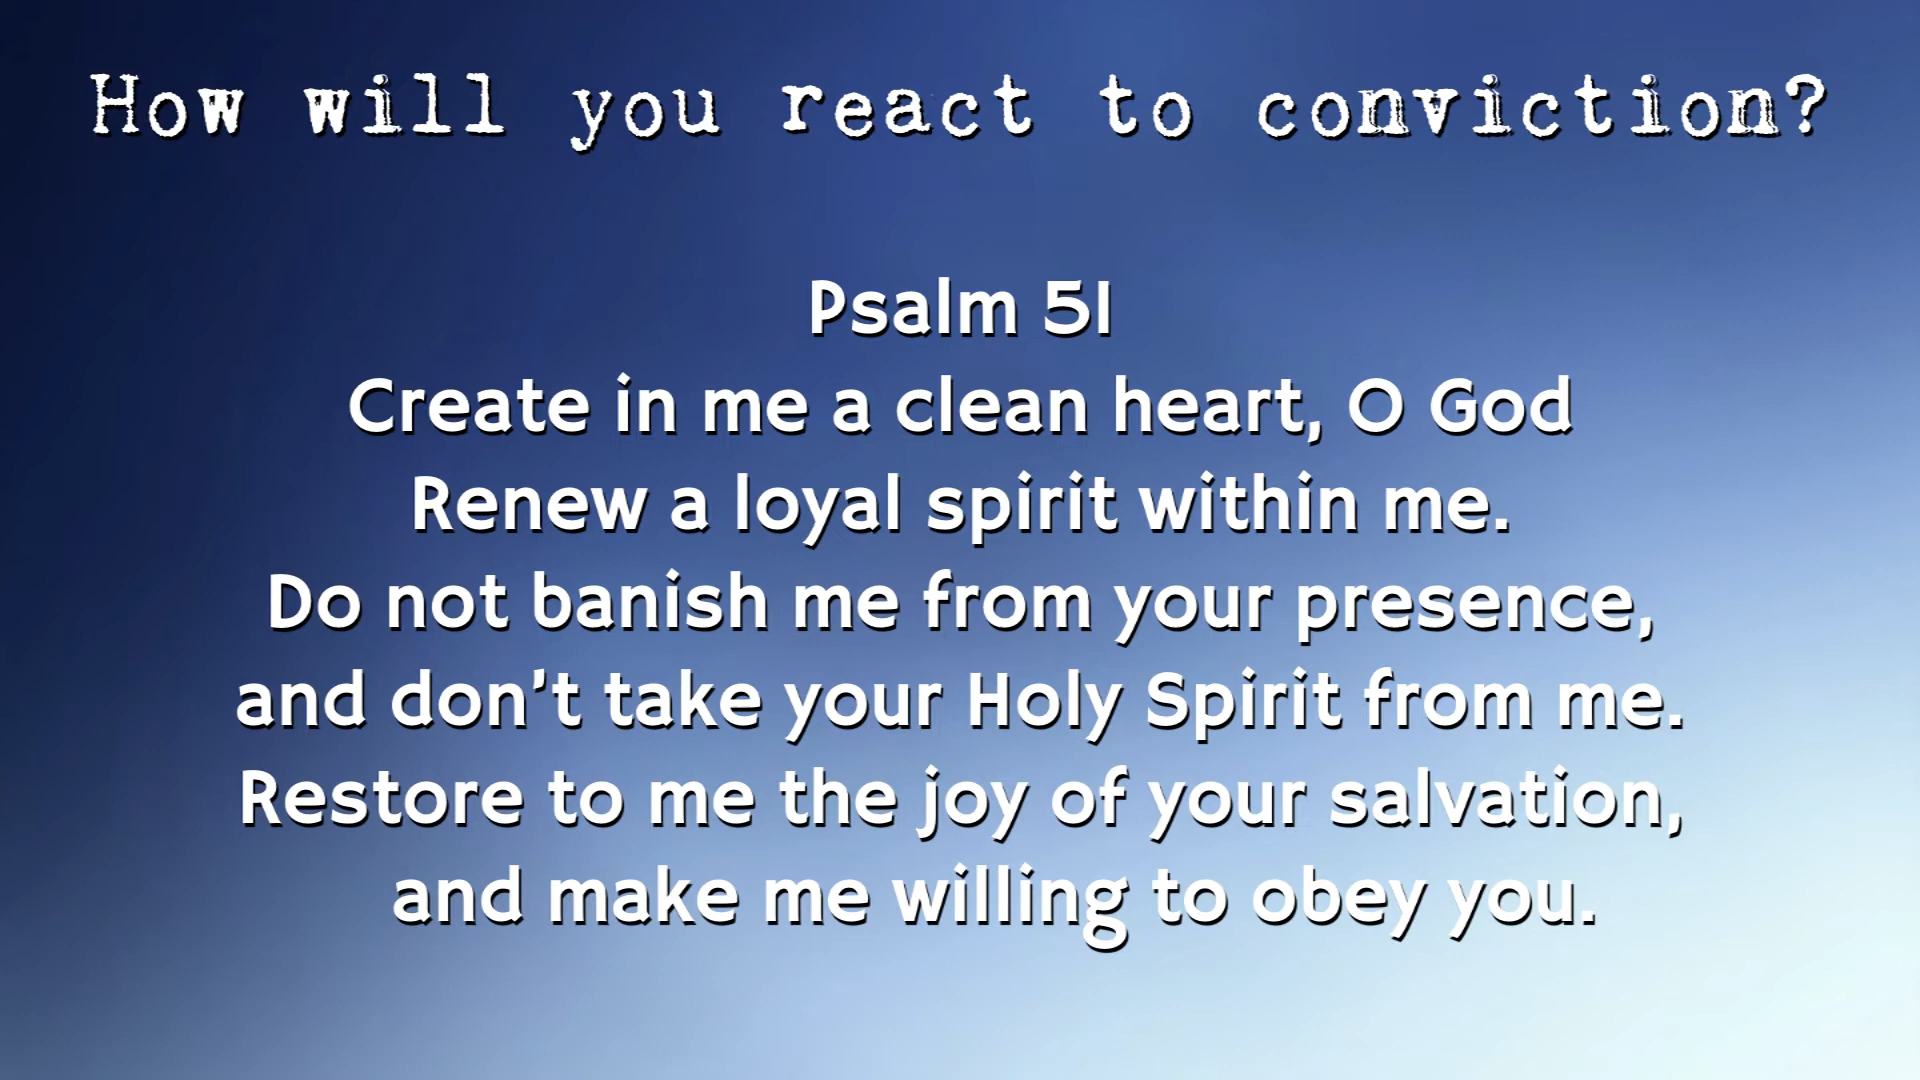 How will you react to conviction?
Psalm 51
Create in me a clean heart, O God
Renew a loyal spirit within me.
Do not banish me from your presence,
and don't take your Holy Spirit from me.
Restore to me the joy of your salvation,
and make me willing to obey you.